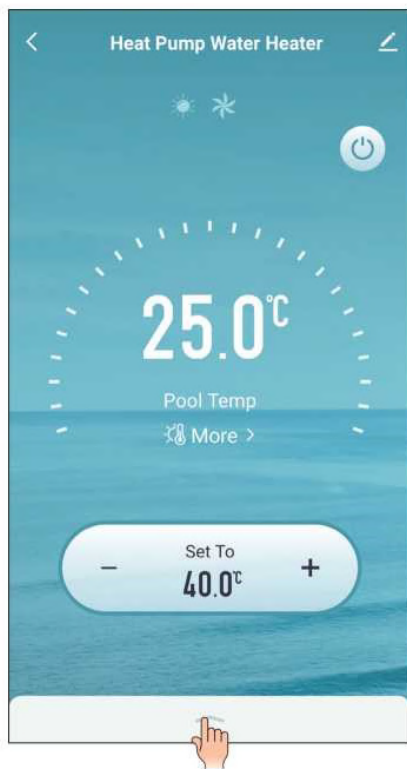 Heat Pump Water Heater
25.0℃
Pool Temp
More >
Set To
40.0℃